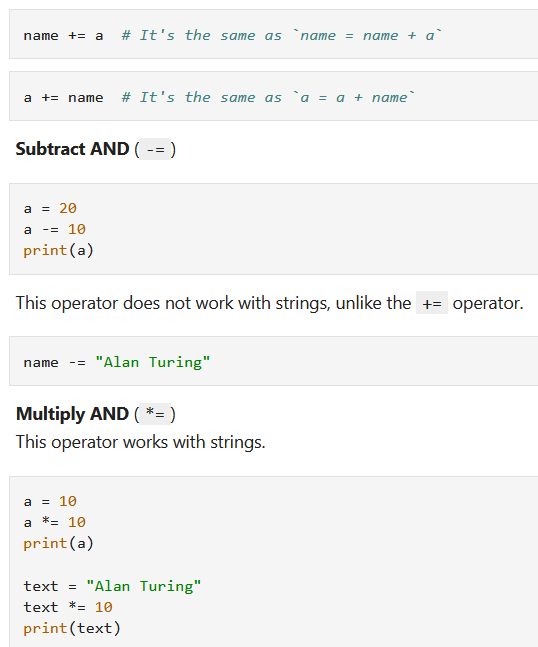 name += a  # It's the same as `name = name + a`
a += name  # It's the same as `a = a + name`
Subtract AND ( -= )
a = 20
a -= 10
print(a)
This operator does not work with strings, unlike the += operator.
name -= "Alan Turing"
Multiply AND ( *= )
This operator works with strings.
a = 10
a *= 10
print(a)
text = "Alan Turing"
text *= 10
print(text)